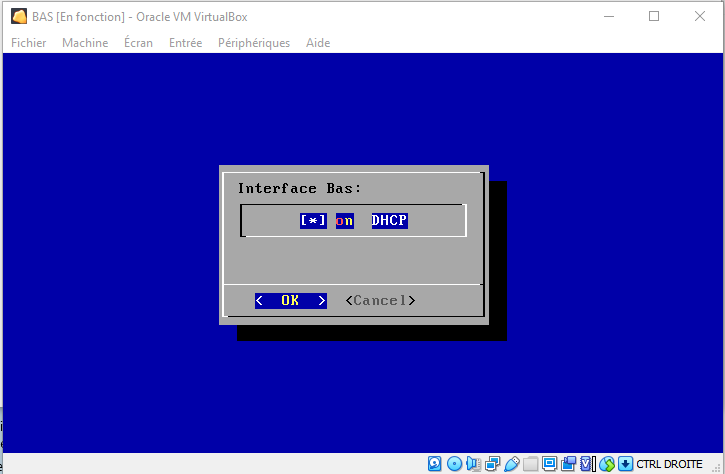 BAS [En fonction] - Oracle VM VirtualBox
Fichier Machine Écran Entrée Périphériques Aide
Interface Bas:
[*] on DHCP
< OK > <Cancel>
CTRL DROITE